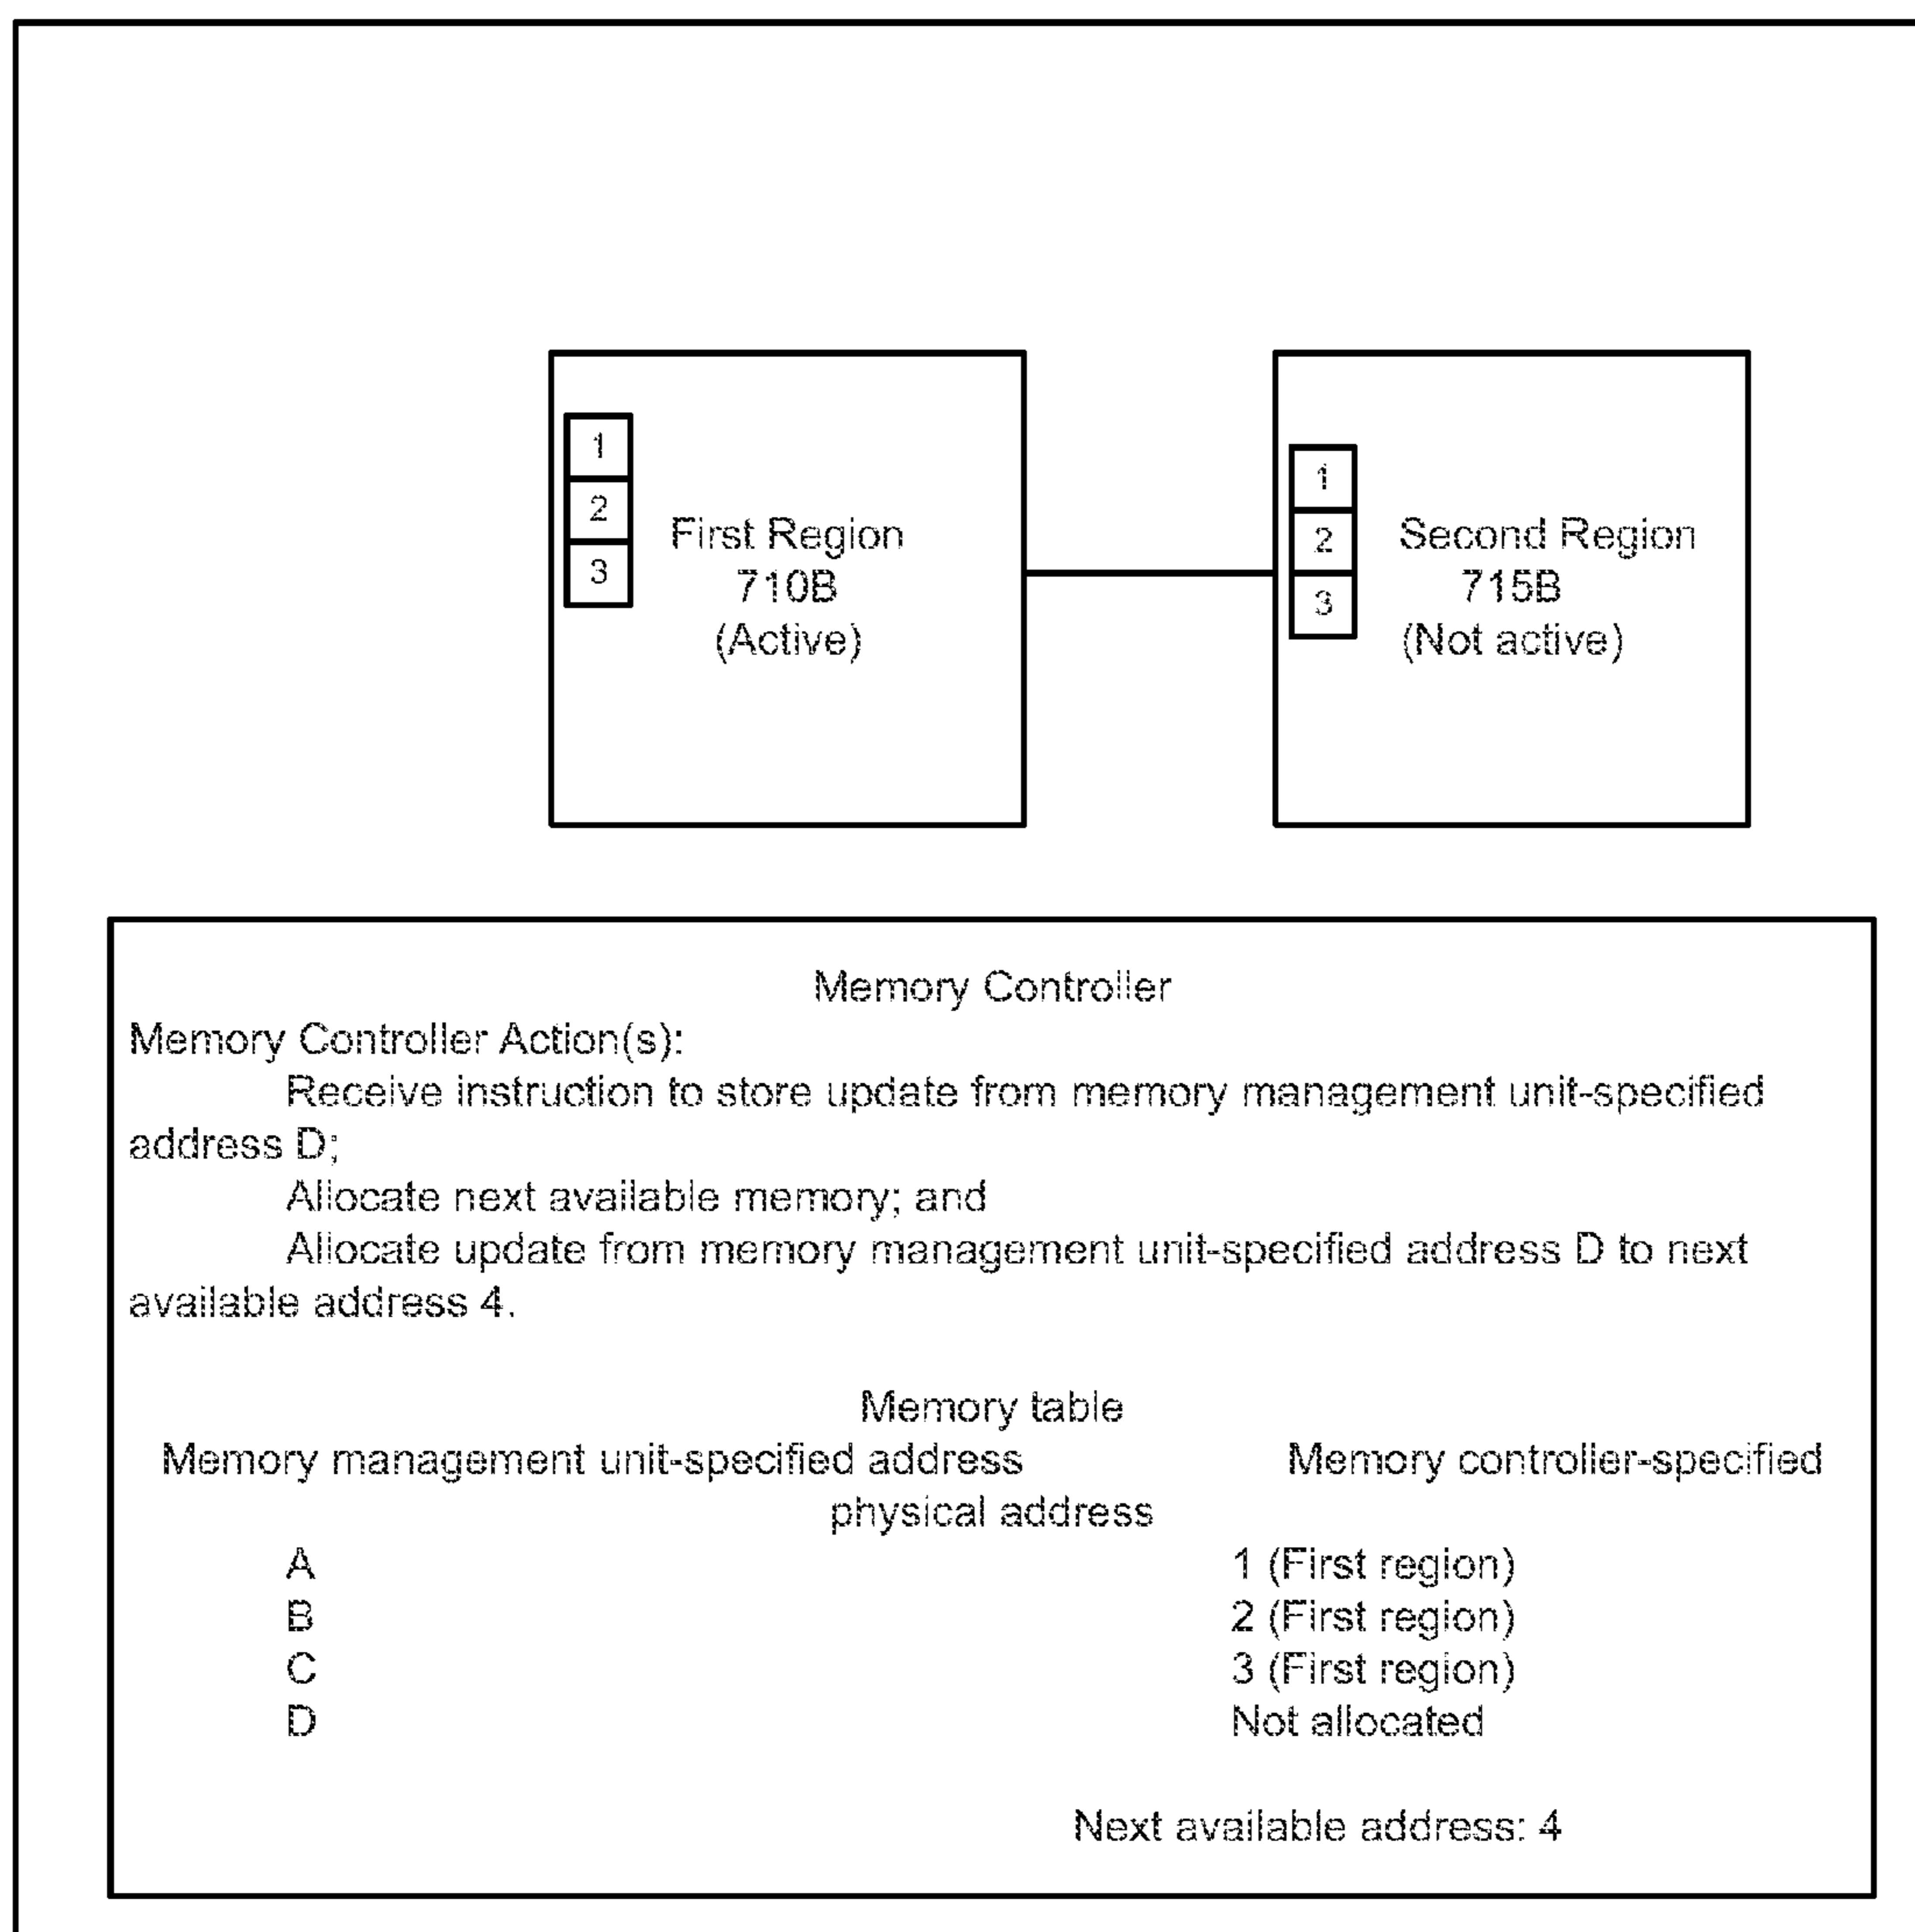 1
2
3
First Region
710B
(Active)
1
2
3
Second Region
715B
(Not active)
Memory Controller
Memory Controller Action(s):
Receive instruction to store update from memory management unit-specified
address D;
Allocate next available memory; and
Allocate update from memory management unit-specified address D to next
available address 4.
Memory table
Memory management unit-specified address Memory controller-specified
physical address
A 1 (First region)
B 2 (First region)
C 3 (First region)
D Not allocated
Next available address: 4